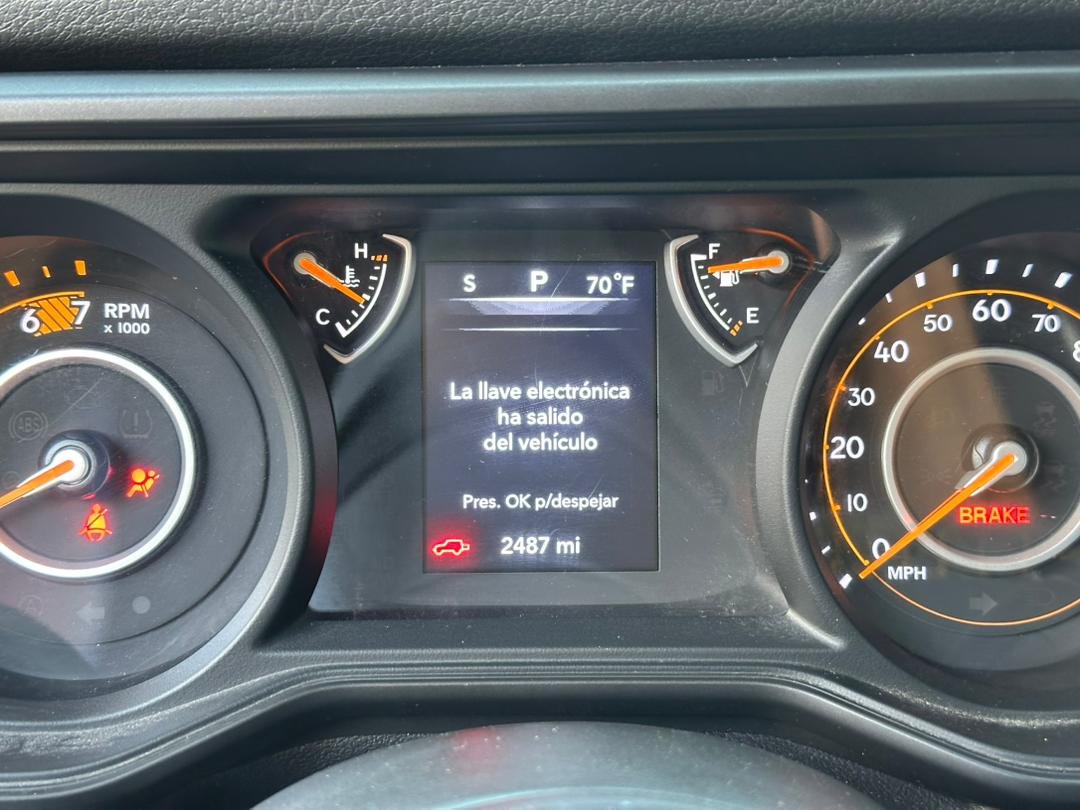 S P 70°F
H
C
F
E
6 7 RPM
x 1000
ABS
La llave electrónica
ha salido
del vehículo
Pres. OK p/despejar
2487 mi
0 10 20 30 40 50 60 70
BRAKE
MPH